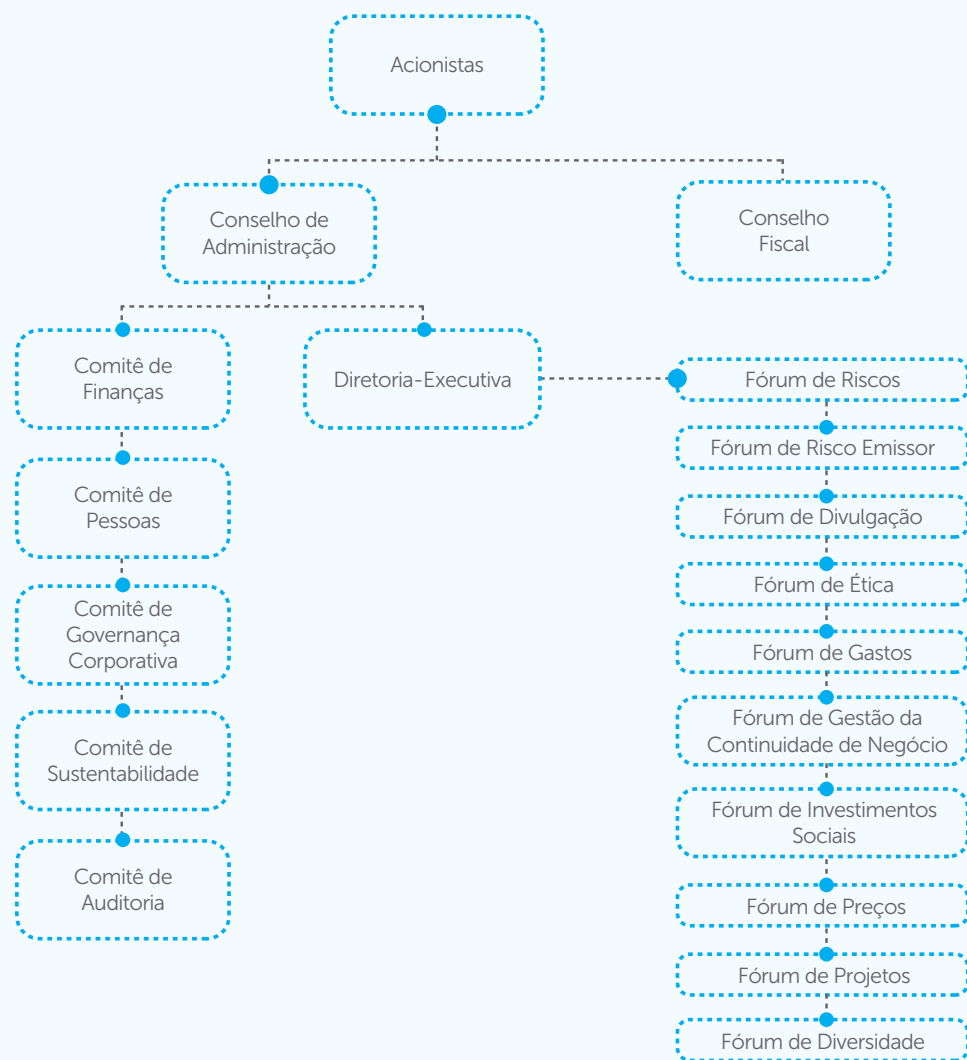 Acionistas
Conselho de
Administração
Conselho
Fiscal
Comitê de
Finanças
Diretoria-Executiva
Comitê de
Pessoas
Comitê de
Governança
Corporativa
Comitê de
Sustentabilidade
Comitê de
Auditoria
Fórum de Riscos
Fórum de Risco Emissor
Fórum de Divulgação
Fórum de Ética
Fórum de Gastos
Fórum de Gestão da
Continuidade de Negócio
Fórum de Investimentos
Sociais
Fórum de Preços
Fórum de Projetos
Fórum de Diversidade